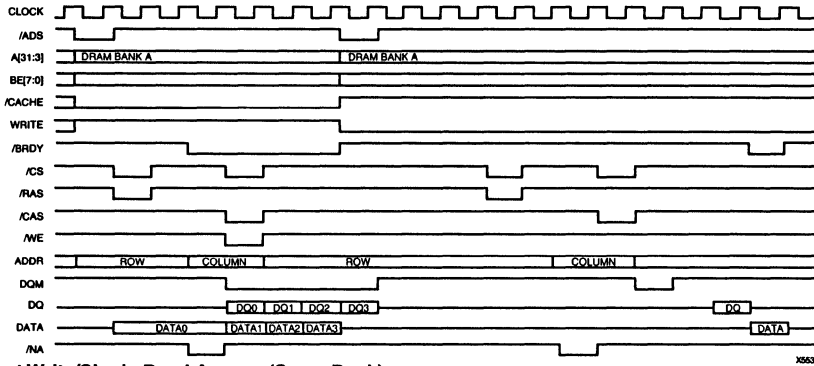 CLOCK
/ADS
A[31:3] DRAM BANK A DRAM BANK A
BE[7:0]
/CACHE
WRITE
/BRDY
/CS
/RAS
/CAS
/WE
ADDR ROW COLUMN ROW COLUMN
DQM
DQ DQ0 DQ1 DQ2 DQ3 DQ
DATA DATA0 DATA1 DATA2 DATA3 DATA
/NA
X553